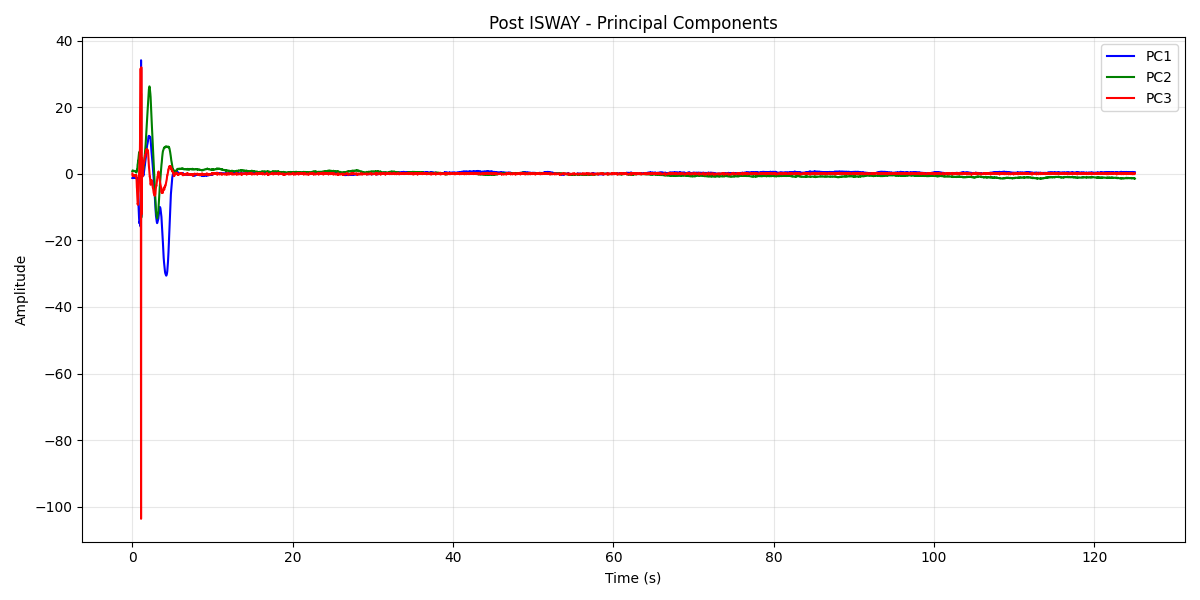 Post ISWAY - Principal Components
Amplitude
40
20
0
−20
−40
−60
−80
−100
PC1
PC2
PC3
0 20 40 60 80 100 120
Time (s)